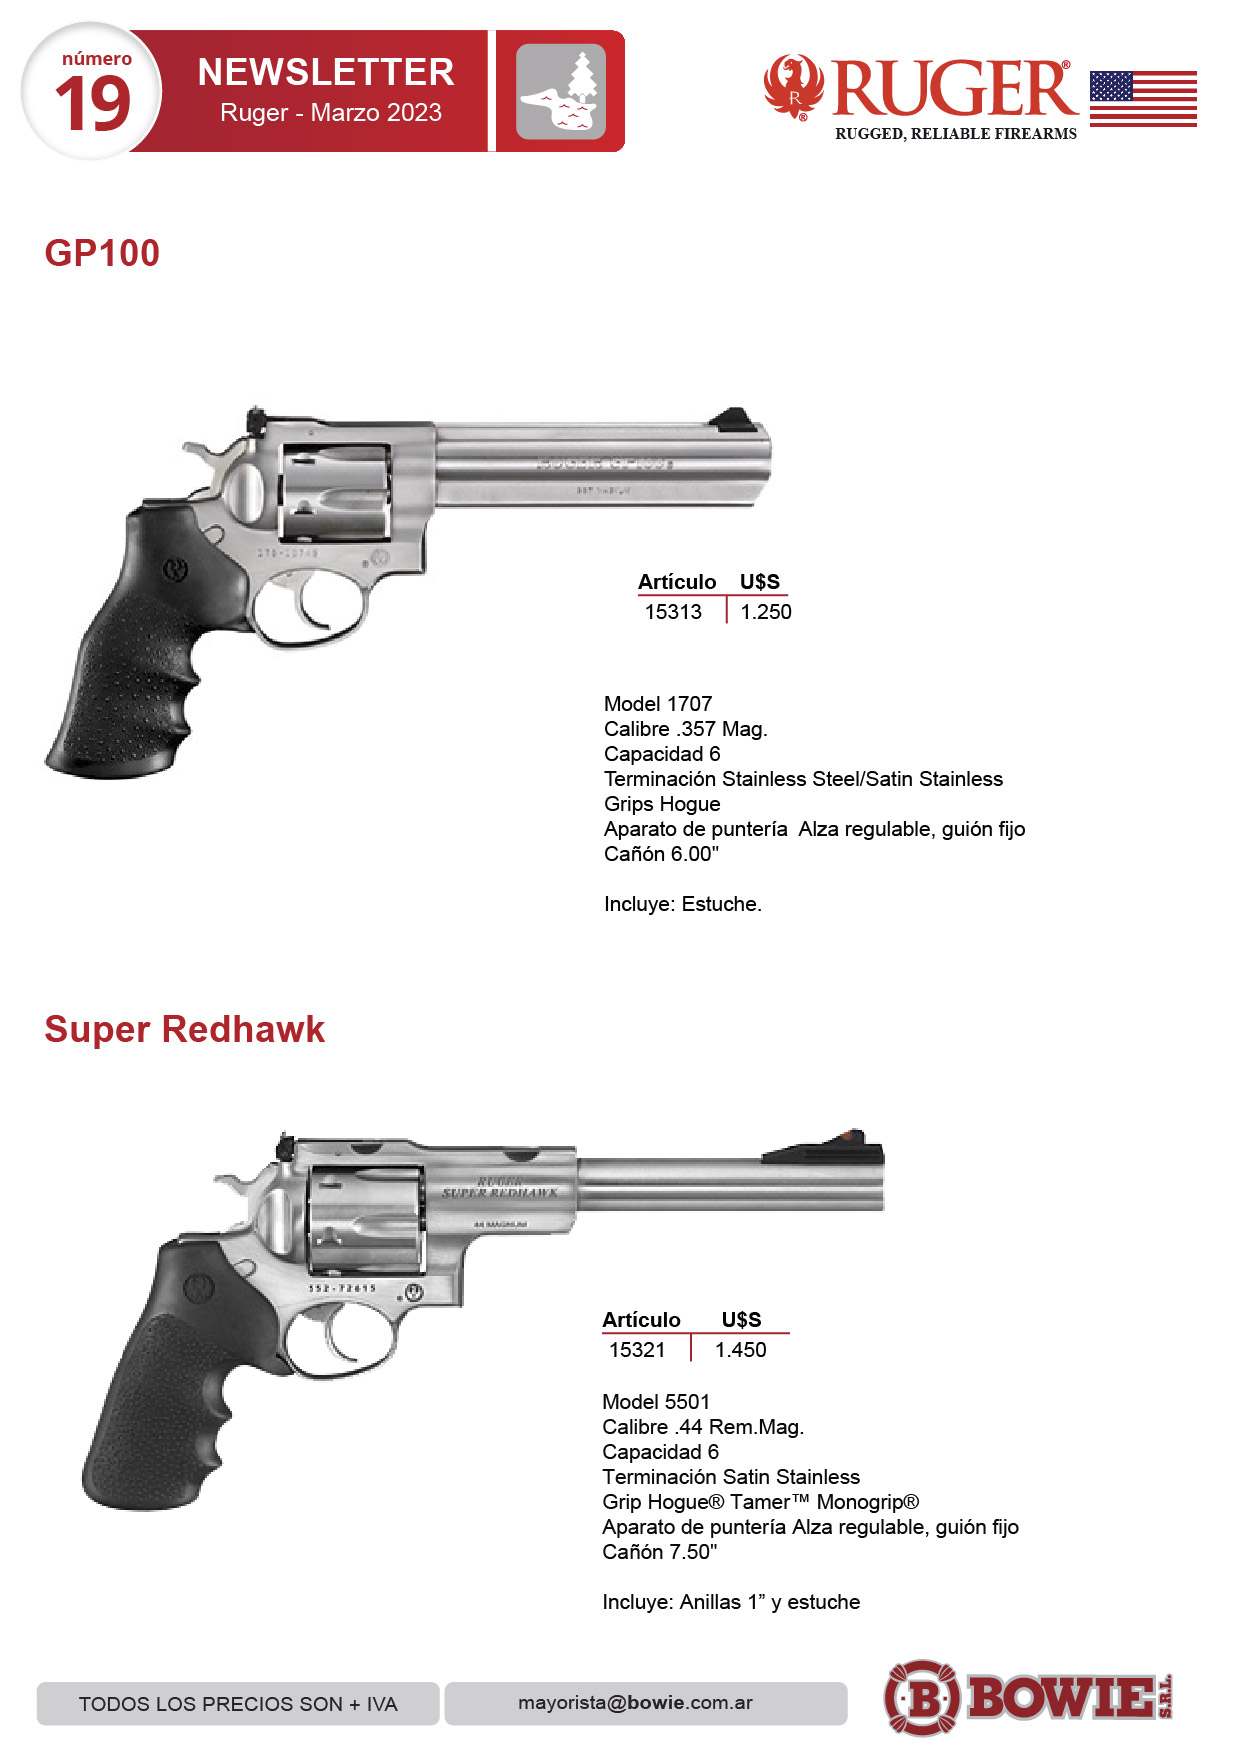 número
19
NEWSLETTER
Ruger - Marzo 2023
R
RUGER®
®
RUGGED, RELIABLE FIREARMS
GP100
Artículo U$S
15313 1.250
Model 1707
Calibre .357 Mag.
Capacidad 6
Terminación Stainless Steel/Satin Stainless
Grips Hogue
Aparato de puntería  Alza regulable, guión fijo
Cañón 6.00"
Incluye: Estuche.
Super Redhawk
RUGER
SUPER REDHAWK
44 MAGNUM
552-72615
Artículo U$S
15321 1.450
Model 5501
Calibre .44 Rem.Mag.
Capacidad 6
Terminación Satin Stainless
Grip Hogue® Tamer™ Monogrip®
Aparato de puntería Alza regulable, guión fijo
Cañón 7.50"
Incluye: Anillas 1” y estuche
TODOS LOS PRECIOS SON + IVA
mayorista@bowie.com.ar
B BOWIE S.R.L.